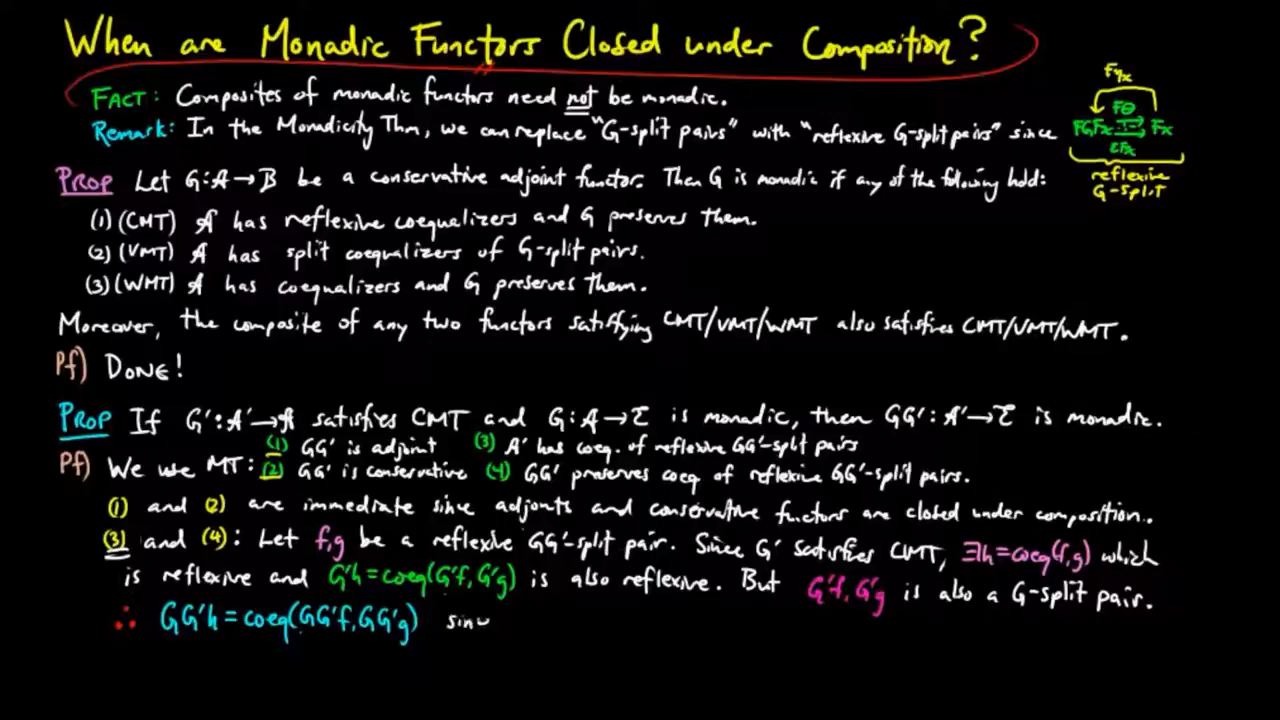 When are Monadic Functors Closed under Composition?
FACT: Composites of monadic functors need not be monadic.
Remark: In the Monadicity Thm, we can replace "G-split pairs" with "reflexive G-split pairs" since
Fηx
Fθ
FGFx ⇉ Fx
εFx
reflexive
G-split
Prop Let G: A → B be a conservative adjoint functor. Then G is monadic if any of the following hold:
(1) (CMT) A has reflexive coequalizers and G preserves them.
(2) (VMT) A has split coequalizers of G-split pairs.
(3) (WMT) A has coequalizers and G preserves them.
Moreover, the composite of any two functors satisfying CMT/VMT/WMT also satisfies CMT/VMT/WMT.
Pf) DONE!
Prop If G': A' → A satisfies CMT and G: A → C is monadic, then GG': A' → C is monadic.
(1) GG' is adjoint (3) A' has coeq. of reflexive GG'-split pairs
Pf) We use MT: (2) GG' is conservative (4) GG' preserves coeq of reflexive GG'-split pairs.
(1) and (2) are immediate since adjoints and conservative functors are closed under composition.
(3) and (4): Let f,g be a reflexive GG'-split pair. Since G' satisfies CMT, ∃h = coeq(f,g) which
is reflexive and G'h = coeq(G'f, G'g) is also reflexive. But G'f, G'g is also a G-split pair.
∴ GG'h = coeq(GG'f, GG'g) sinc